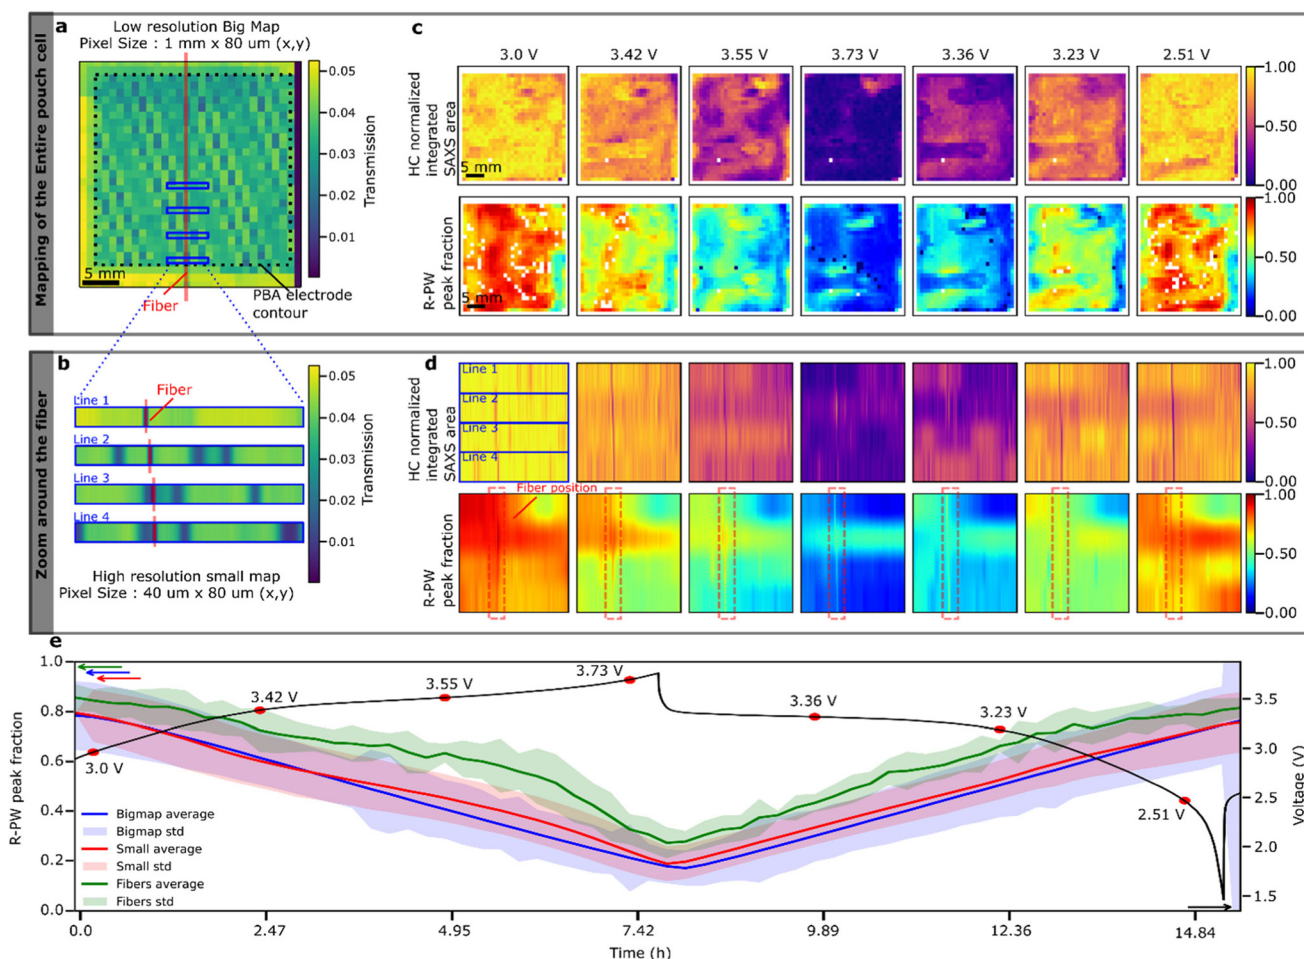 Mapping of the Entire pouch cell
a
Low resolution Big Map
Pixel Size : 1 mm x 80 um (x,y)
0.05
0.04
0.03
0.02
0.01
Transmission
5 mm
Fiber
PBA electrode
contour
c
3.0 V 3.42 V 3.55 V 3.73 V 3.36 V 3.23 V 2.51 V
HC normalized
integrated
SAXS area
5 mm
1.00
0.50
0.00
R-PW
peak fraction
5 mm
1.00
0.50
0.00
Zoom around the fiber
b
Fiber
Line 1
Line 2
Line 3
Line 4
0.05
0.04
0.03
0.02
0.01
Transmission
High resolution small map
Pixel Size : 40 um x 80 um (x,y)
d
HC normalized
integrated
SAXS area
Line 1
Line 2
Line 3
Line 4
1.00
0.50
0.00
R-PW
peak fraction
Fiber position
1.00
0.50
0.00
e
R-PW peak fraction
1.0
0.8
0.6
0.4
0.2
0.0
3.0 V
3.42 V
3.55 V
3.73 V
3.36 V
3.23 V
2.51 V
Bigmap average
Bigmap std
Small average
Small std
Fibers average
Fibers std
3.5
3.0
2.5
2.0
1.5
Voltage (V)
0.0 2.47 4.95 7.42 9.89 12.36 14.84
Time (h)